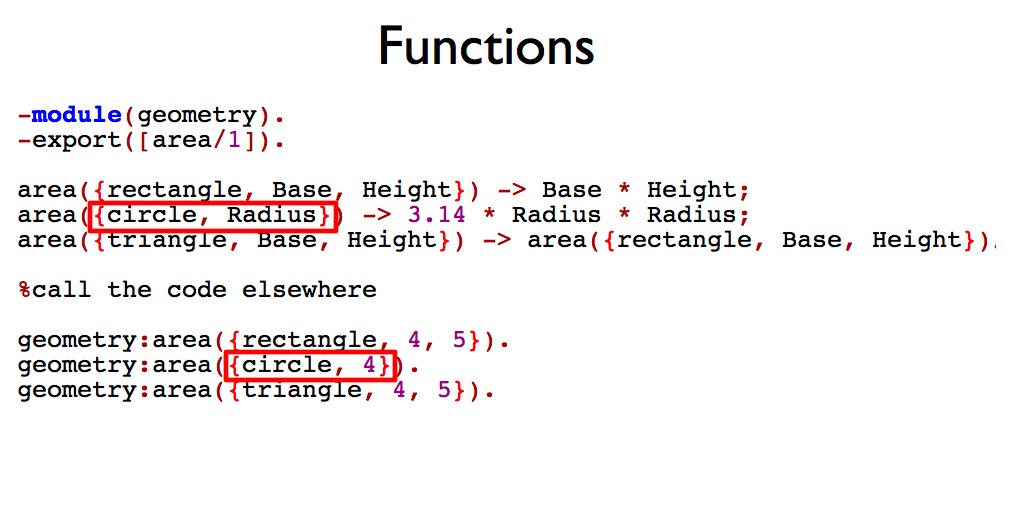 Functions
-module(geometry).
-export([area/1]).
area({rectangle, Base, Height}) -> Base * Height;
area({circle, Radius}) -> 3.14 * Radius * Radius;
area({triangle, Base, Height}) -> area({rectangle, Base, Height}).
%call the code elsewhere
geometry:area({rectangle, 4, 5}).
geometry:area({circle, 4}).
geometry:area({triangle, 4, 5}).